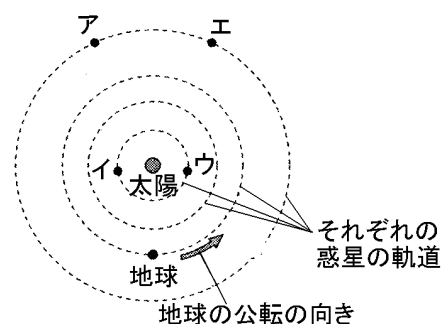 ア
エ
イ
ウ
太陽
それぞれの
惑星の軌道
地球
地球の公転の向き